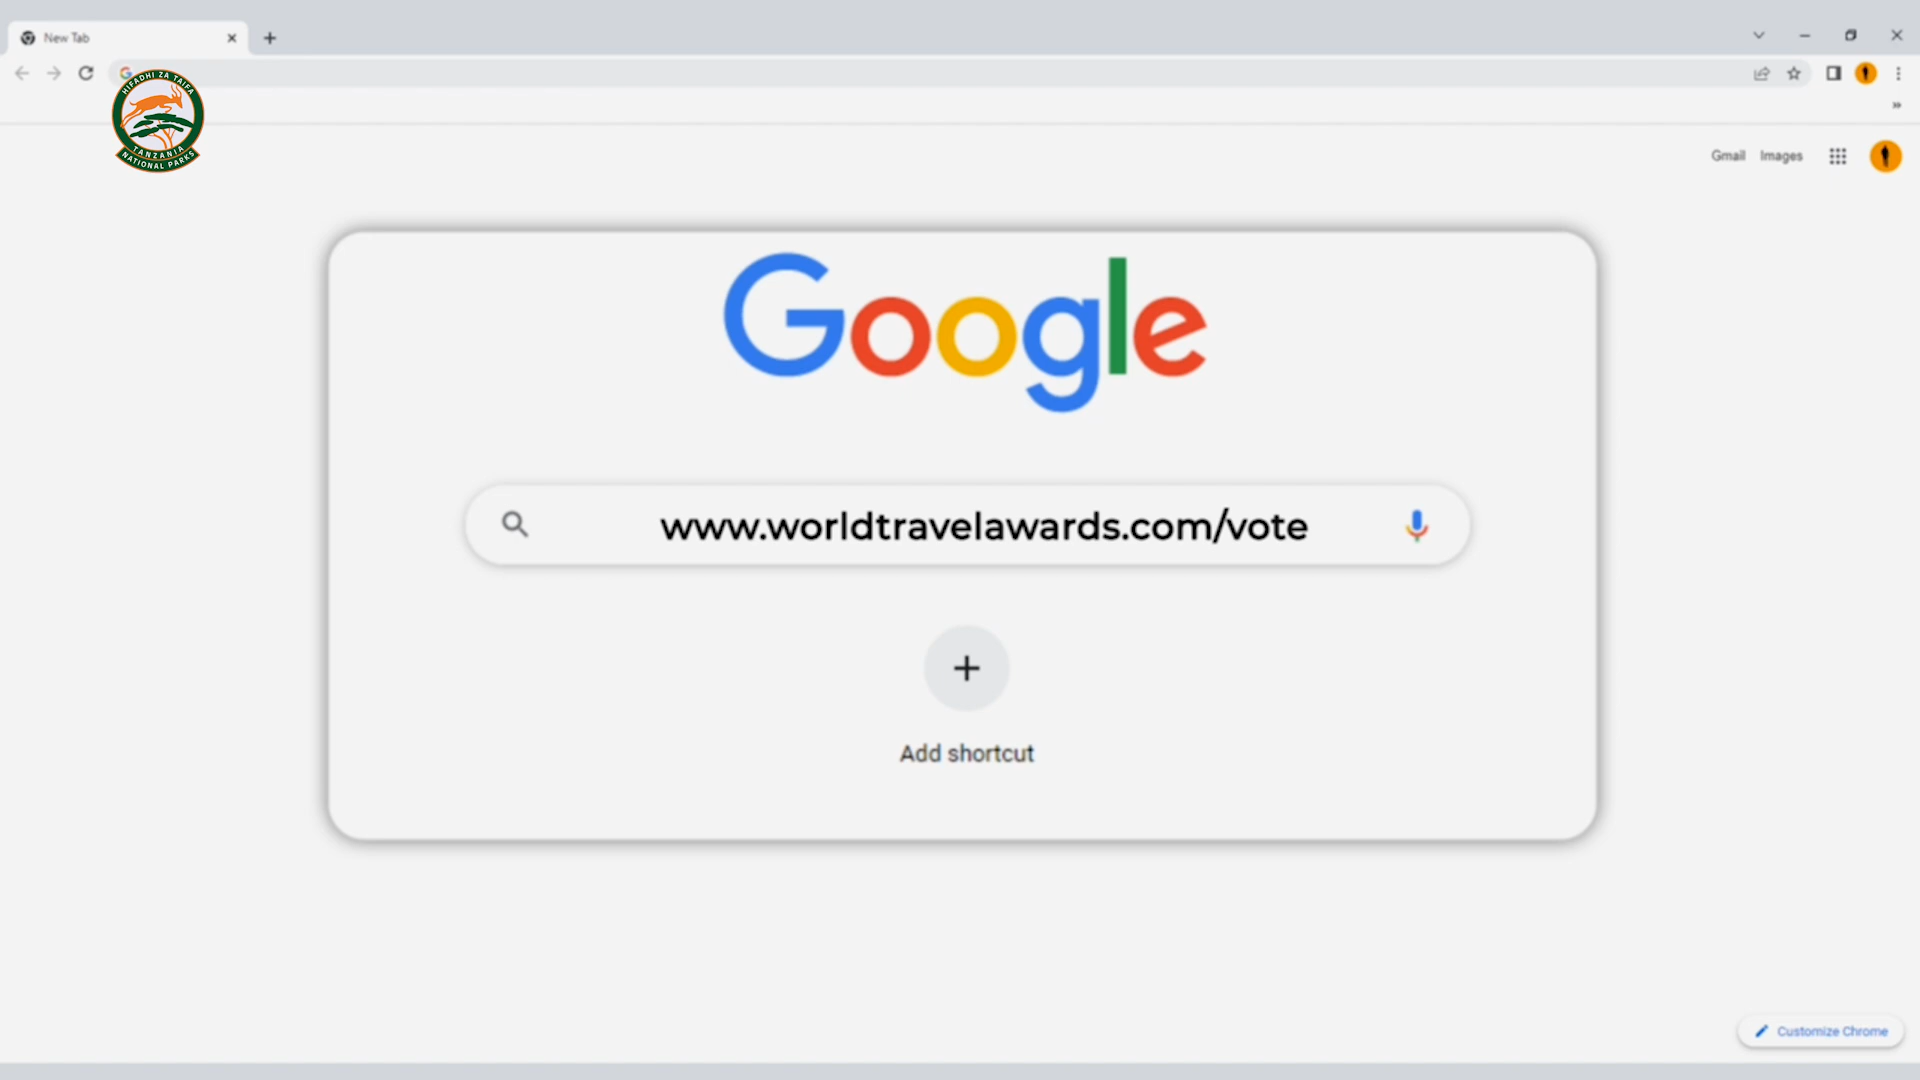 New Tab
HIFADHI ZA TAIFA
TANZANIA
NATIONAL PARKS
Gmail Images
Google
www.worldtravelawards.com/vote
Add shortcut
Customize Chrome